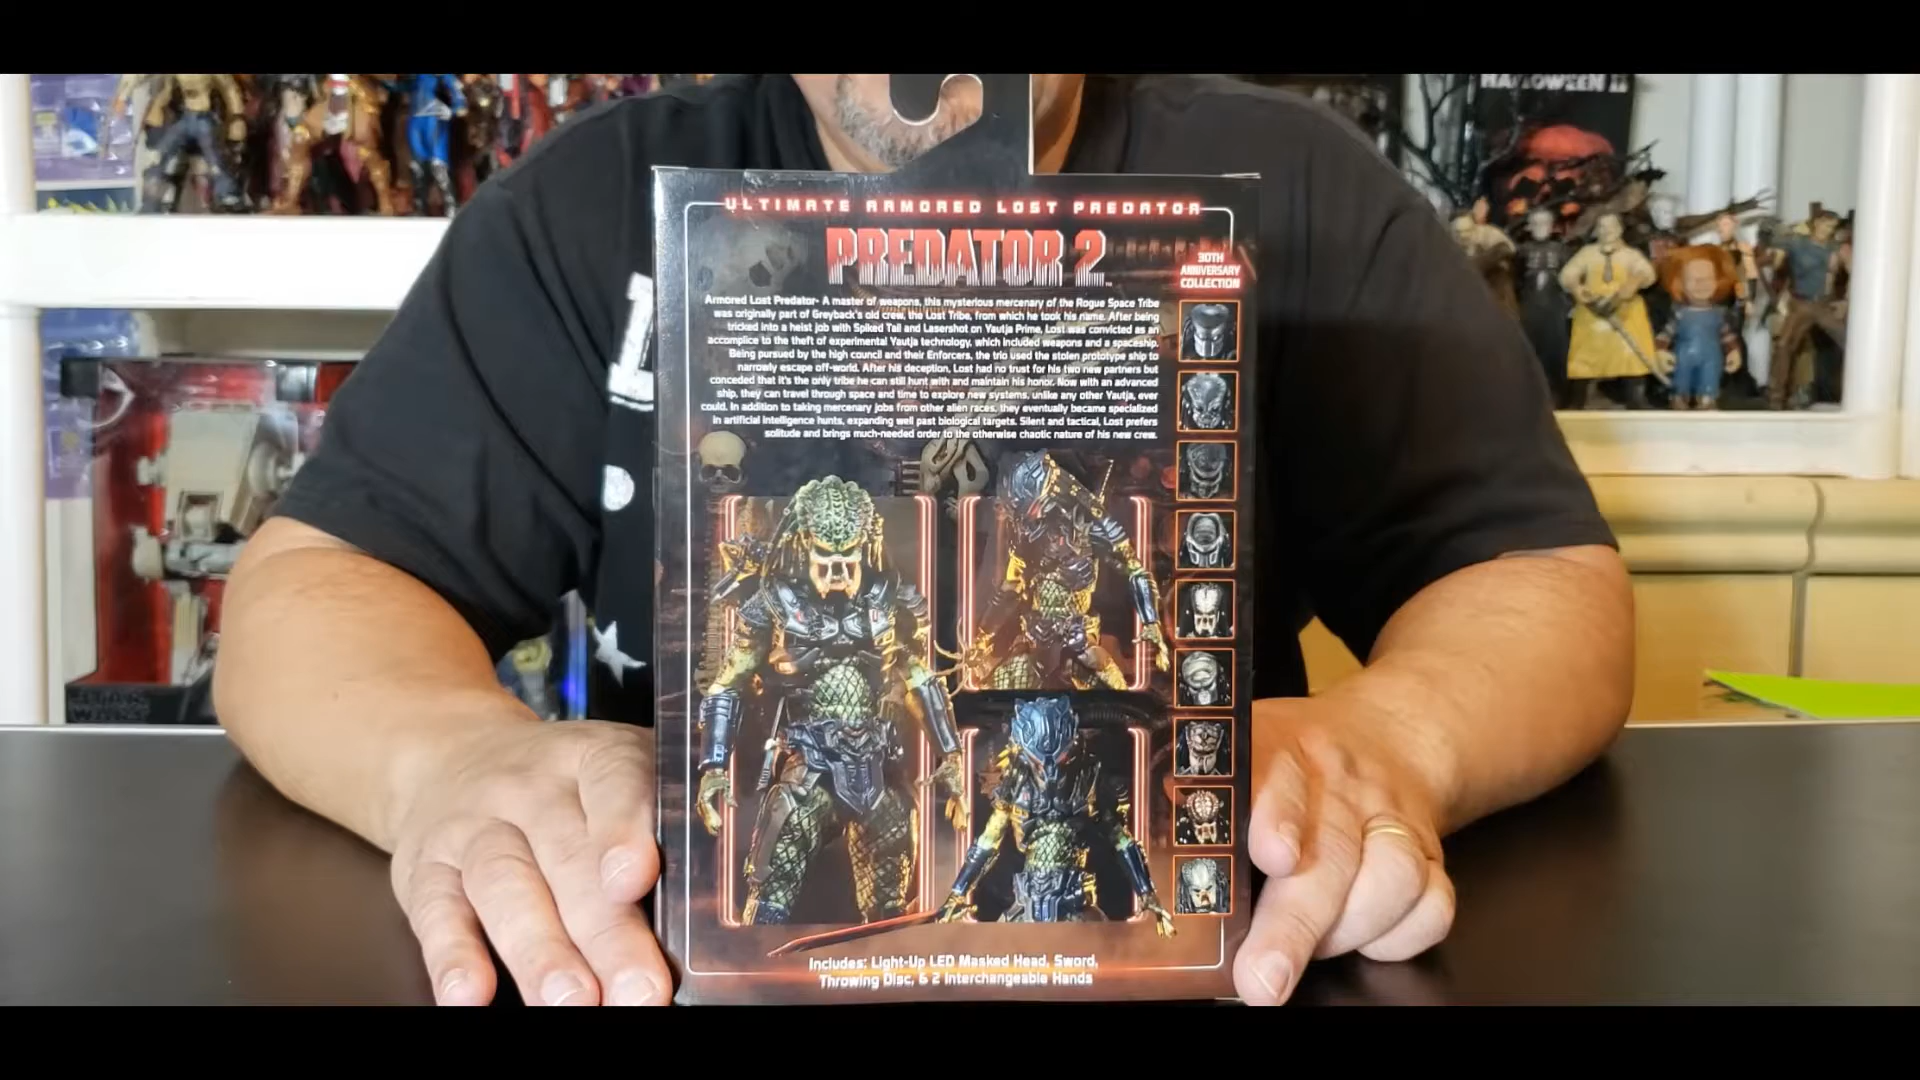 HALLOWEEN II
ULTIMATE ARMORED LOST PREDATOR
PREDATOR 2
30TH
ANNIVERSARY
COLLECTION
Armored Lost Predator- A master of weapons, this mysterious mercenary of the Rogue Space Tribe
was originally part of Greyback's old crew, the Lost Tribe, from which he took his name. After being
tricked into a heist job with Spiked Tail and Lasershot on Yautja Prime, Lost was convicted as an
accomplice to the theft of experimental Yautja technology, which included weapons and a spaceship.
Being pursued by the high council and their Enforcers, the trio used the stolen prototype ship to
narrowly escape off-world. After his deception, Lost had no trust for his two new partners but
conceded that it's the only tribe he can still hunt with and maintain his honor. Now with an advanced
ship, they can travel through space and time to explore new systems, unlike any other Yautja, ever
could. In addition to taking mercenary jobs from other alien races, they eventually became specialized
in artificial intelligence hunts, expanding well past biological targets. Silent and tactical, Lost prefers
solitude and brings much-needed order to the otherwise chaotic nature of his new crew.
Includes: Light-Up LED Masked Head, Sword,
Throwing Disc, & 2 Interchangeable Hands